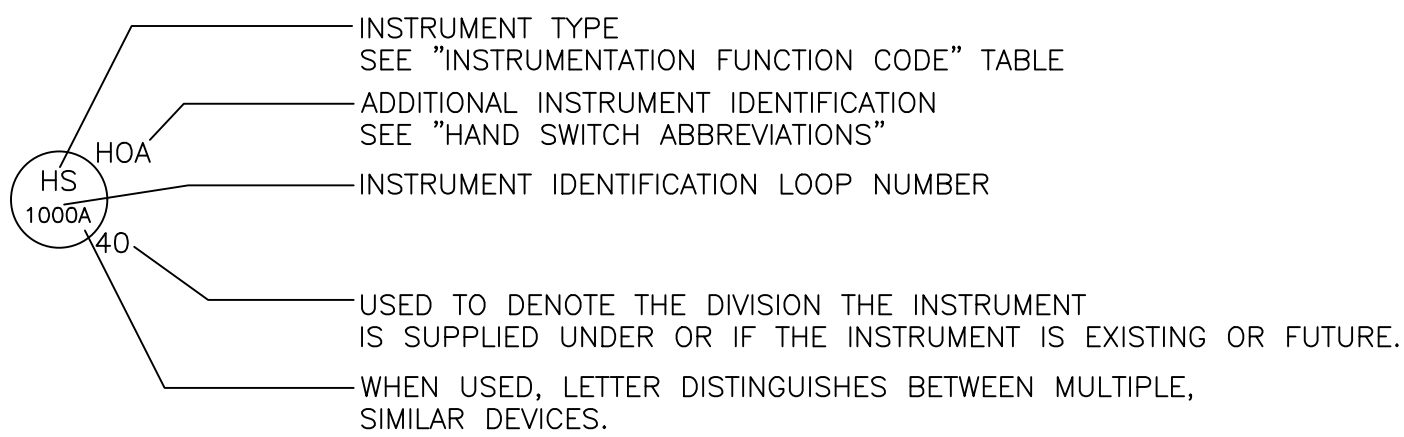 INSTRUMENT TYPE
SEE "INSTRUMENTATION FUNCTION CODE" TABLE
ADDITIONAL INSTRUMENT IDENTIFICATION
SEE "HAND SWITCH ABBREVIATIONS"
HOA
HS
INSTRUMENT IDENTIFICATION LOOP NUMBER
1000A
40
USED TO DENOTE THE DIVISION THE INSTRUMENT
IS SUPPLIED UNDER OR IF THE INSTRUMENT IS EXISTING OR FUTURE.
WHEN USED, LETTER DISTINGUISHES BETWEEN MULTIPLE,
SIMILAR DEVICES.